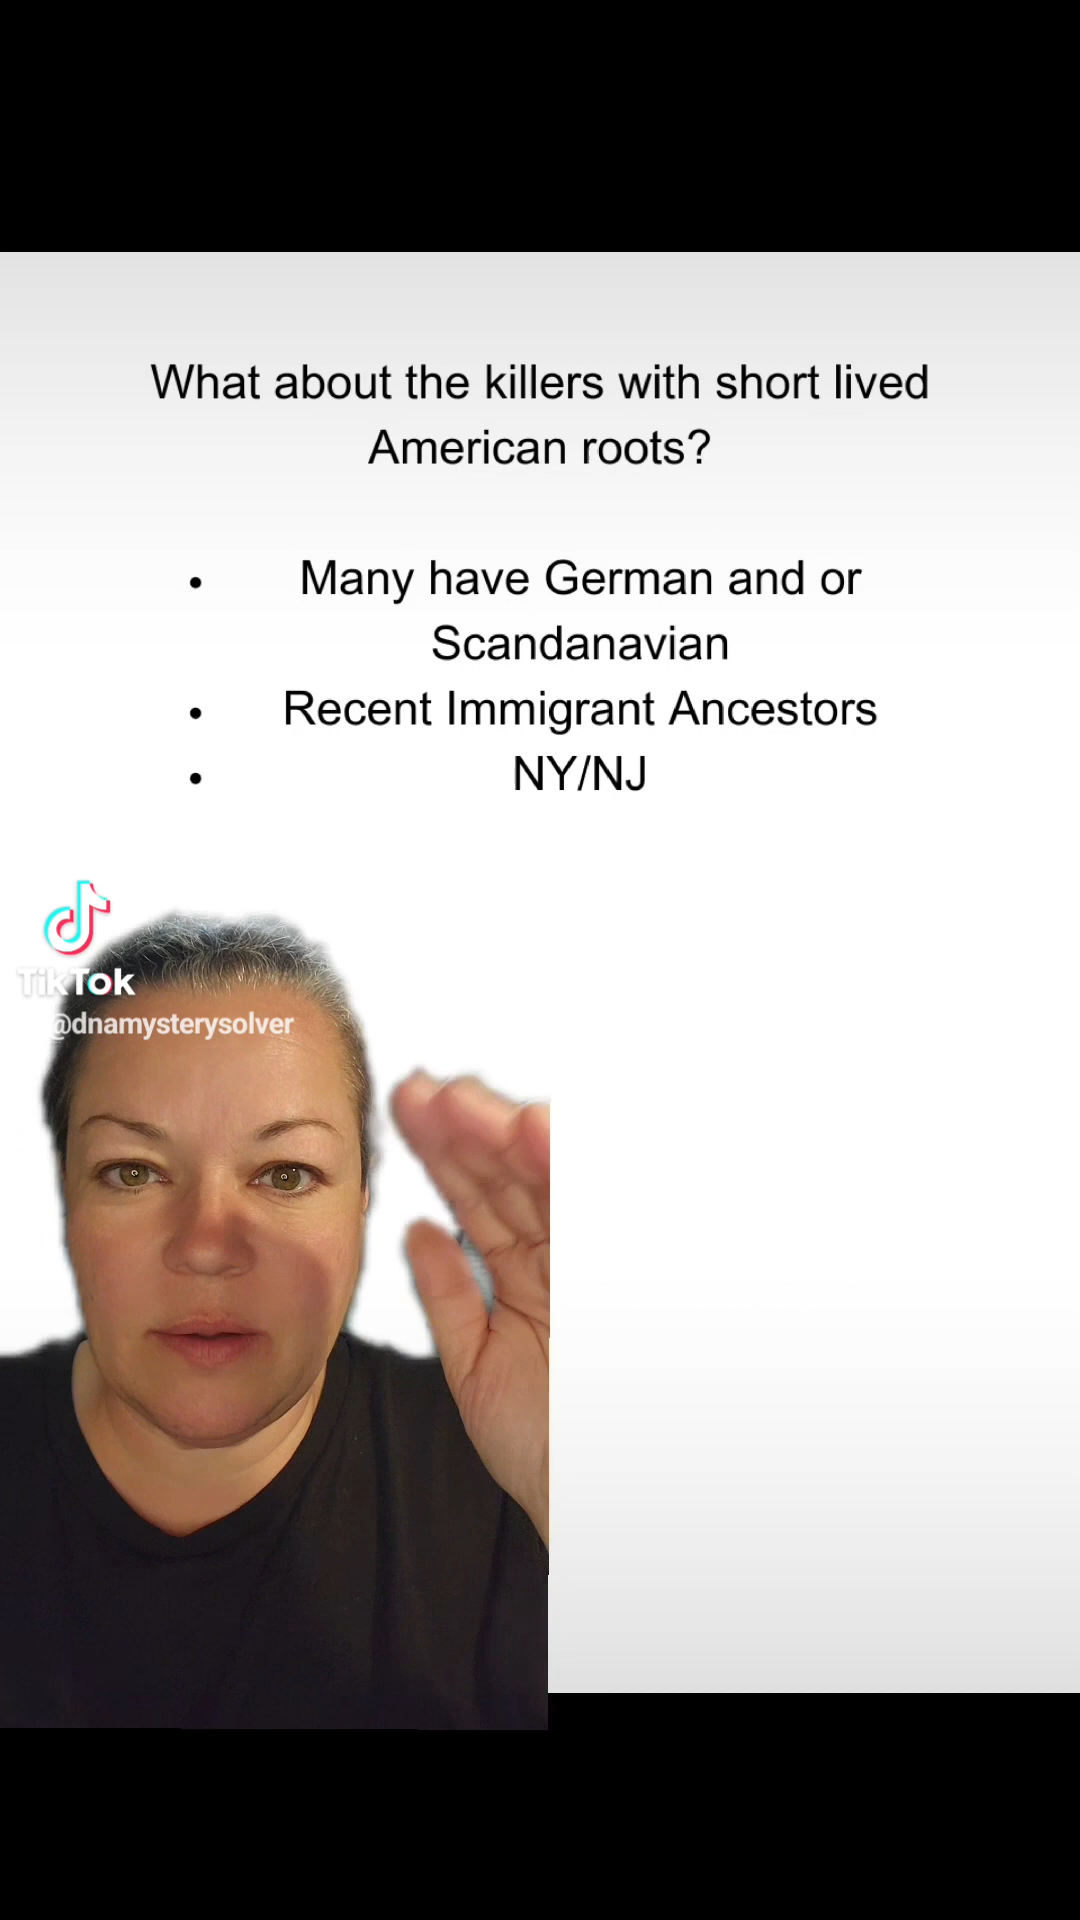 What about the killers with short lived
American roots?
• Many have German and or
Scandanavian
• Recent Immigrant Ancestors
• NY/NJ
TikTok
@dnamysterysolver